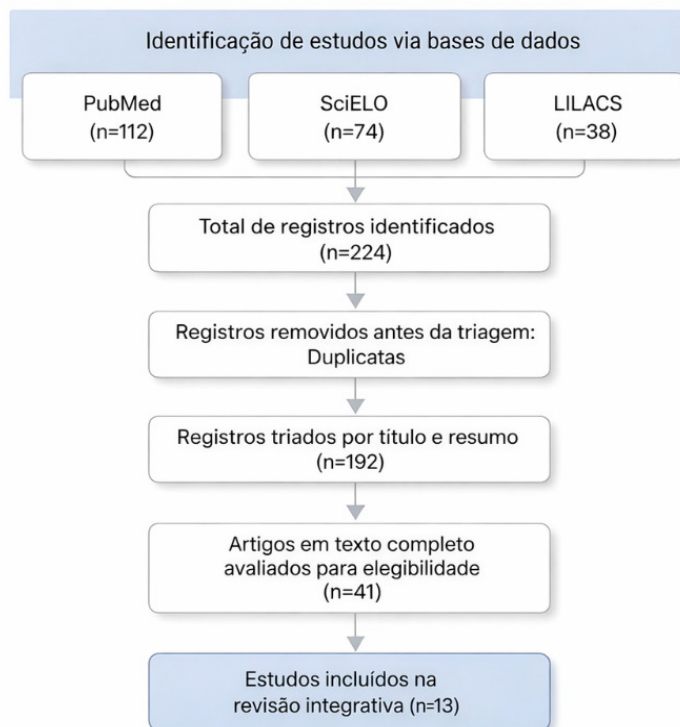 Identificação de estudos via bases de dados
PubMed
(n=112)
SciELO
(n=74)
LILACS
(n=38)
Total de registros identificados
(n=224)
Registros removidos antes da triagem:
Duplicatas
Registros triados por título e resumo
(n=192)
Artigos em texto completo
avaliados para elegibilidade
(n=41)
Estudos incluídos na
revisão integrativa (n=13)